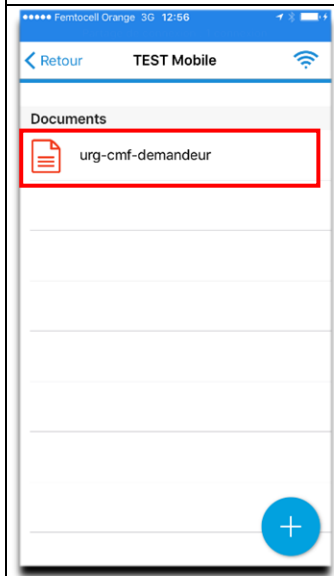 Femtocell Orange 3G 12:56
Retour TEST Mobile
Documents
urg-cmf-demandeur
+